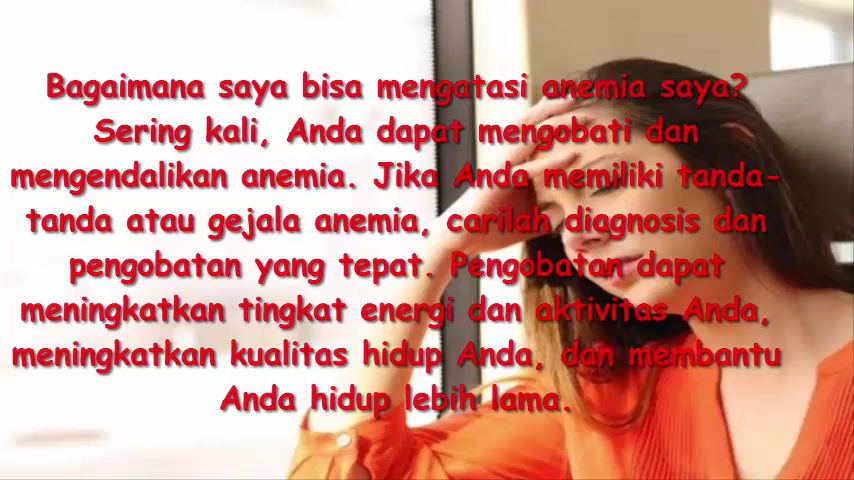 Bagaimana saya bisa mengatasi anemia saya?
Sering kali, Anda dapat mengobati dan
mengendalikan anemia. Jika Anda memiliki tanda-
tanda atau gejala anemia, carilah diagnosis dan
pengobatan yang tepat. Pengobatan dapat
meningkatkan tingkat energi dan aktivitas Anda,
meningkatkan kualitas hidup Anda, dan membantu
Anda hidup lebih lama.